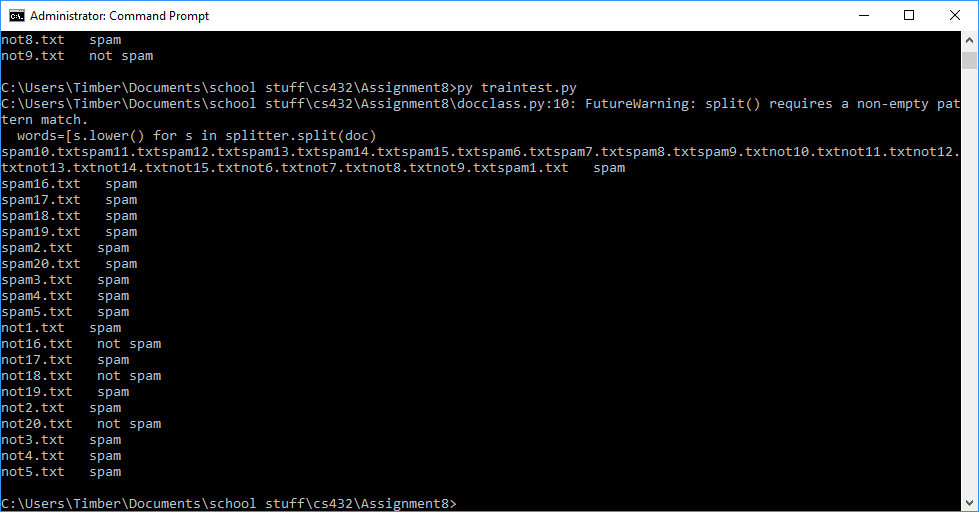 Administrator: Command Prompt
not8.txt   spam
not9.txt   not spam
C:\Users\Timber\Documents\school stuff\cs432\Assignment8>py traintest.py
C:\Users\Timber\Documents\school stuff\cs432\Assignment8\docclass.py:10: FutureWarning: split() requires a non-empty pat
tern match.
  words=[s.lower() for s in splitter.split(doc)
spam10.txtspam11.txtspam12.txtspam13.txtspam14.txtspam15.txtspam6.txtspam7.txtspam8.txtspam9.txtnot10.txtnot11.txtnot12.
txtnot13.txtnot14.txtnot15.txtnot6.txtnot7.txtnot8.txtnot9.txtspam1.txt   spam
spam16.txt   spam
spam17.txt   spam
spam18.txt   spam
spam19.txt   spam
spam2.txt   spam
spam20.txt   spam
spam3.txt   spam
spam4.txt   spam
spam5.txt   spam
not1.txt   spam
not16.txt   not spam
not17.txt   spam
not18.txt   not spam
not19.txt   spam
not2.txt   spam
not20.txt   not spam
not3.txt   spam
not4.txt   spam
not5.txt   spam
C:\Users\Timber\Documents\school stuff\cs432\Assignment8>